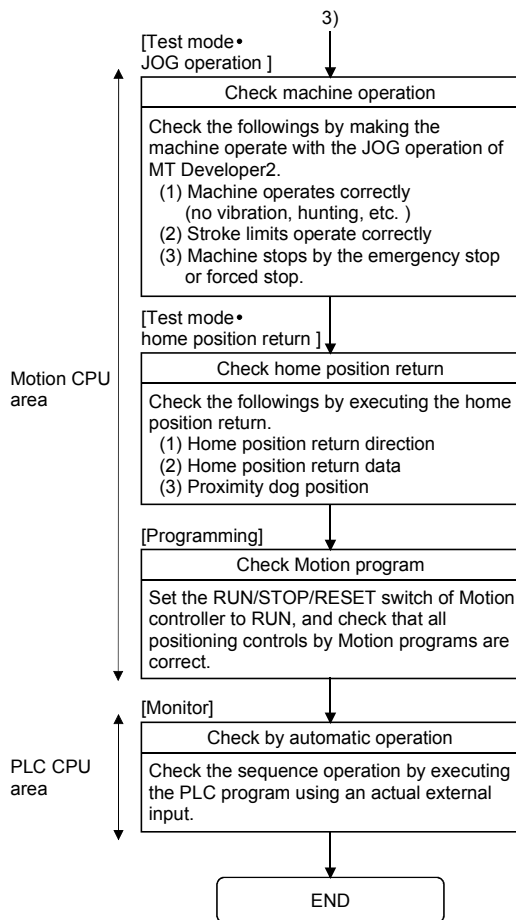 3)
[Test mode•
JOG operation ]
Check machine operation
Check the followings by making the
machine operate with the JOG operation of
MT Developer2.
(1) Machine operates correctly
(no vibration, hunting, etc. )
(2) Stroke limits operate correctly
(3) Machine stops by the emergency stop
or forced stop.
[Test mode•
home position return ]
Check home position return
Check the followings by executing the home
position return.
(1) Home position return direction
(2) Home position return data
(3) Proximity dog position
Motion CPU
area
[Programming]
Check Motion program
Set the RUN/STOP/RESET switch of Motion
controller to RUN, and check that all
positioning controls by Motion programs are
correct.
[Monitor]
Check by automatic operation
Check the sequence operation by executing
the PLC program using an actual external
input.
PLC CPU
area
END